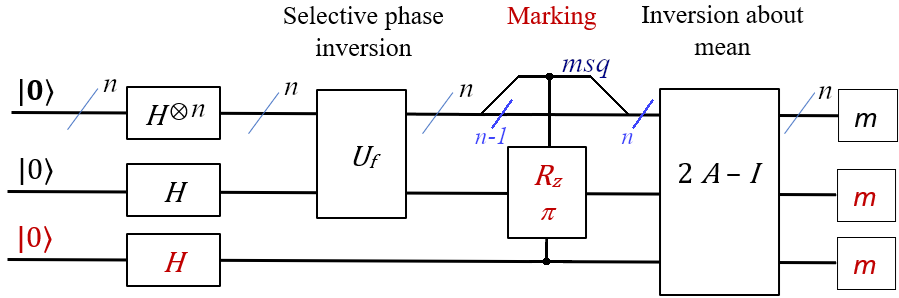 Selective phase
inversion
Marking
Inversion about
mean
|0⟩ n H⊗n n n msq n
n-1 n
m
|0⟩ H U_f R_z
π 2 A – I m
|0⟩ H m